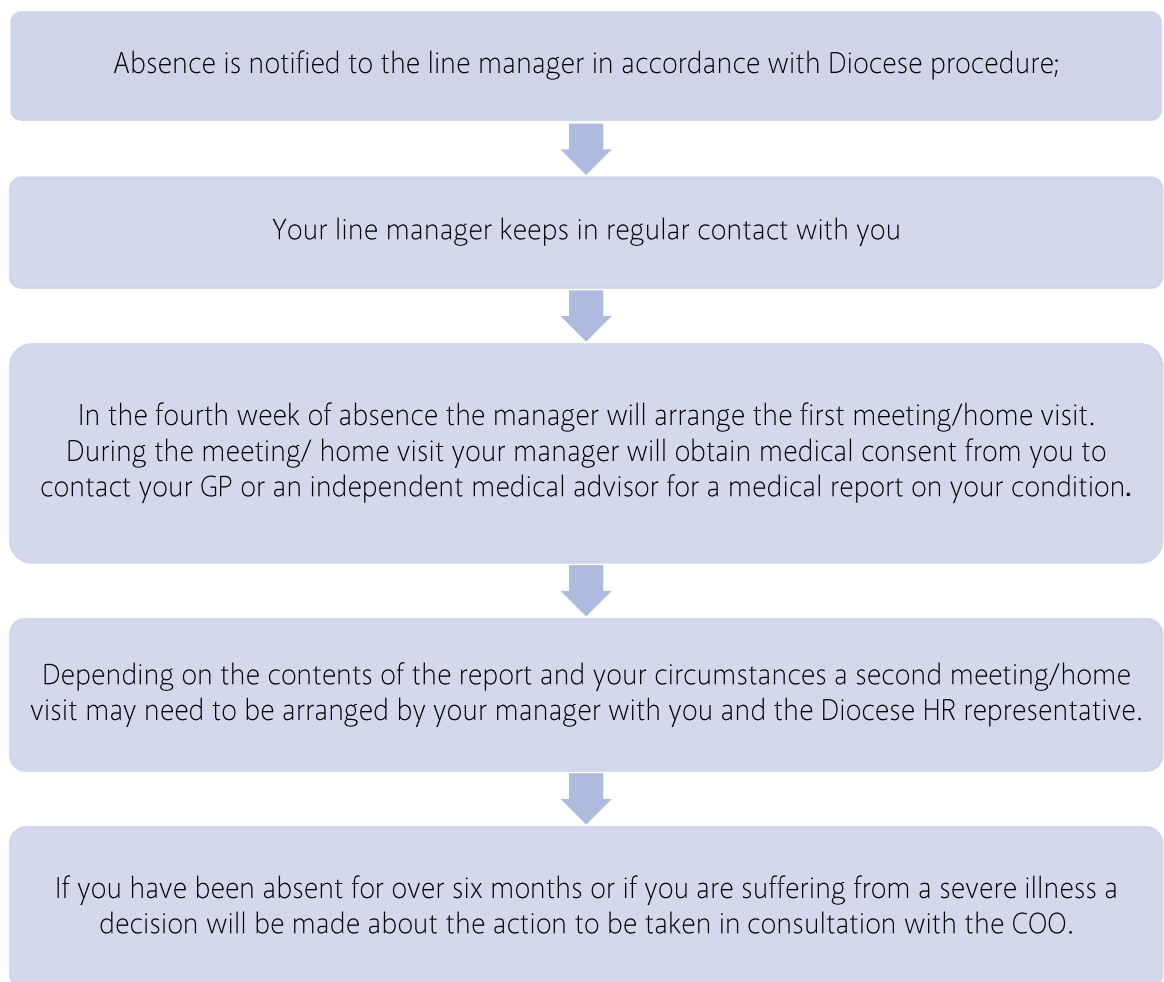 Absence is notified to the line manager in accordance with Diocese procedure;
Your line manager keeps in regular contact with you
In the fourth week of absence the manager will arrange the first meeting/home visit.
During the meeting/ home visit your manager will obtain medical consent from you to
contact your GP or an independent medical advisor for a medical report on your condition.
Depending on the contents of the report and your circumstances a second meeting/home
visit may need to be arranged by your manager with you and the Diocese HR representative.
If you have been absent for over six months or if you are suffering from a severe illness a
decision will be made about the action to be taken in consultation with the COO.